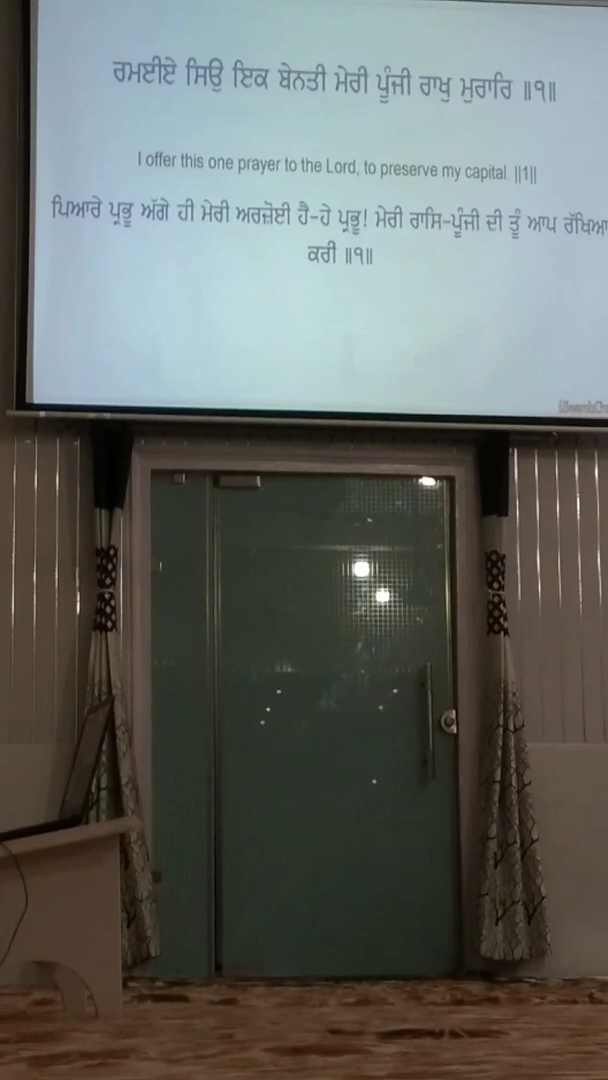 ਰਮਈਏ ਸਿਉ ਇਕ ਬੇਨਤੀ ਮੇਰੀ ਪੂੰਜੀ ਰਾਖੁ ਮੁਰਾਰਿ ॥੧॥
I offer this one prayer to the Lord, to preserve my capital. ||1||
ਪਿਆਰੇ ਪ੍ਰਭੂ ਅੱਗੇ ਹੀ ਮੇਰੀ ਅਰਜ਼ੋਈ ਹੈ-ਹੇ ਪ੍ਰਭੂ! ਮੇਰੀ ਰਾਸਿ-ਪੂੰਜੀ ਦੀ ਤੂੰ ਆਪ ਰੱਖਿਆ
ਕਰੀ ॥੧॥